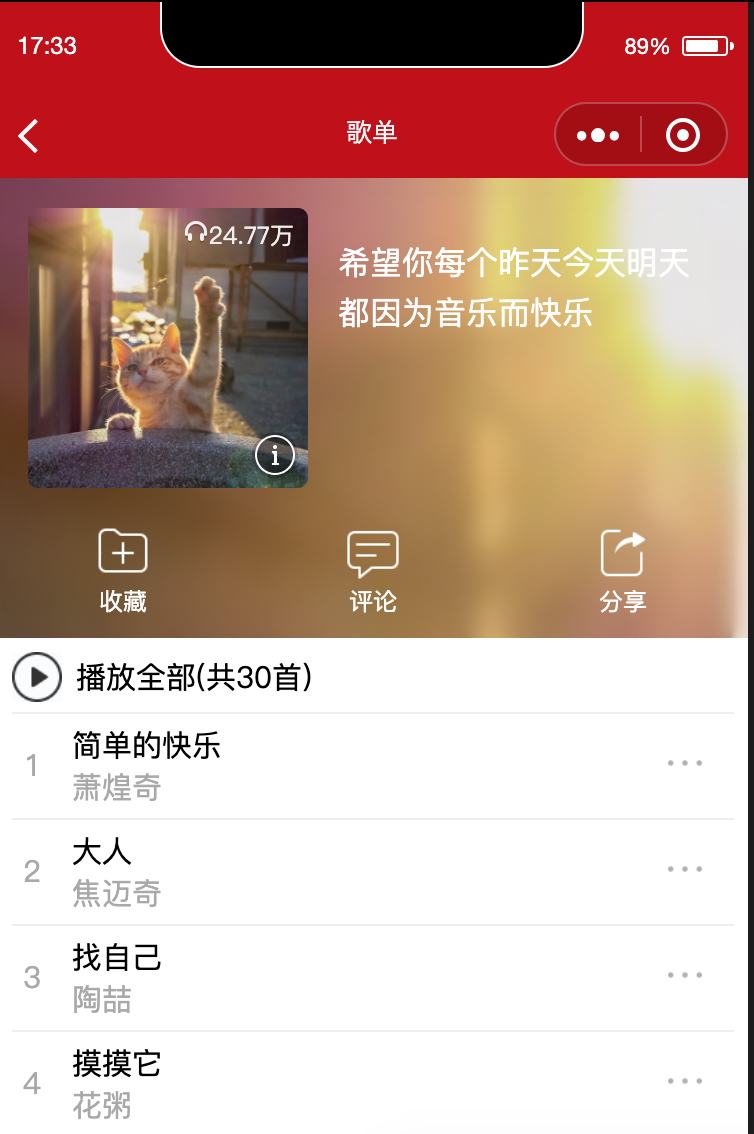 17:33
89%
歌单
24.77万
希望你每个昨天今天明天
都因为音乐而快乐
收藏
评论
分享
播放全部(共30首)
1
简单的快乐
萧煌奇
2
大人
焦迈奇
3
找自己
陶喆
4
摸摸它
花粥